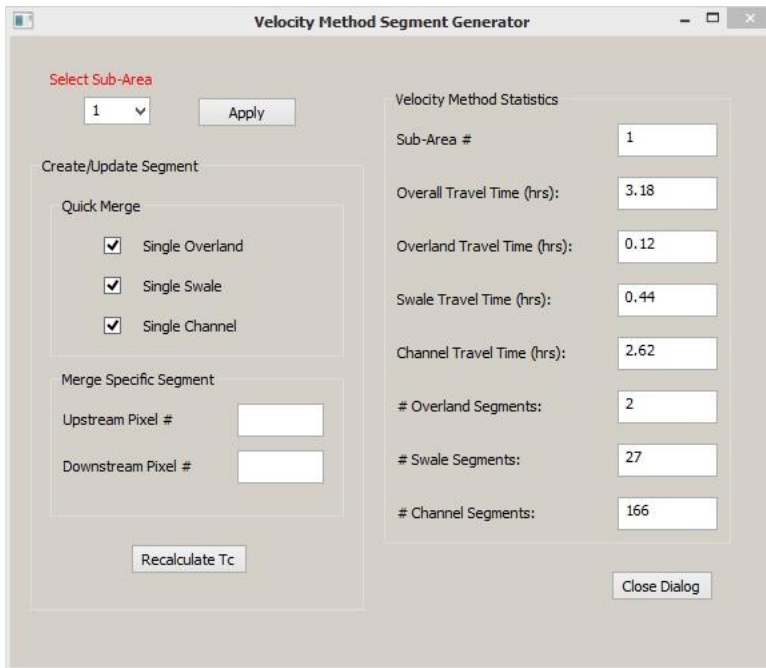 Velocity Method Segment Generator
Select Sub-Area
1
Apply
Create/Update Segment
Quick Merge
Single Overland
Single Swale
Single Channel
Merge Specific Segment
Upstream Pixel #
Downstream Pixel #
Recalculate Tc
Velocity Method Statistics
Sub-Area # 1
Overall Travel Time (hrs): 3.18
Overland Travel Time (hrs): 0.12
Swale Travel Time (hrs): 0.44
Channel Travel Time (hrs): 2.62
# Overland Segments: 2
# Swale Segments: 27
# Channel Segments: 166
Close Dialog